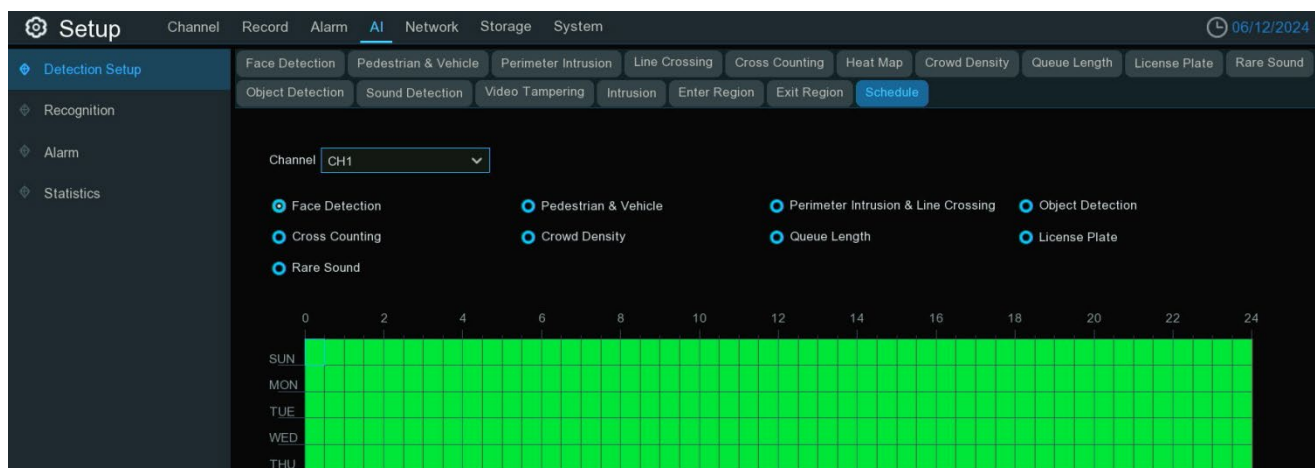 Setup Channel Record Alarm AI Network Storage System 06/12/2024
Detection Setup
Recognition
Alarm
Statistics
Face Detection Pedestrian & Vehicle Perimeter Intrusion Line Crossing Cross Counting Heat Map Crowd Density Queue Length License Plate Rare Sound
Object Detection Sound Detection Video Tampering Intrusion Enter Region Exit Region Schedule
Channel CH1
Face Detection Pedestrian & Vehicle Perimeter Intrusion & Line Crossing Object Detection
Cross Counting Crowd Density Queue Length License Plate
Rare Sound
0 2 4 6 8 10 12 14 16 18 20 22 24
SUN
MON
TUE
WED
THU